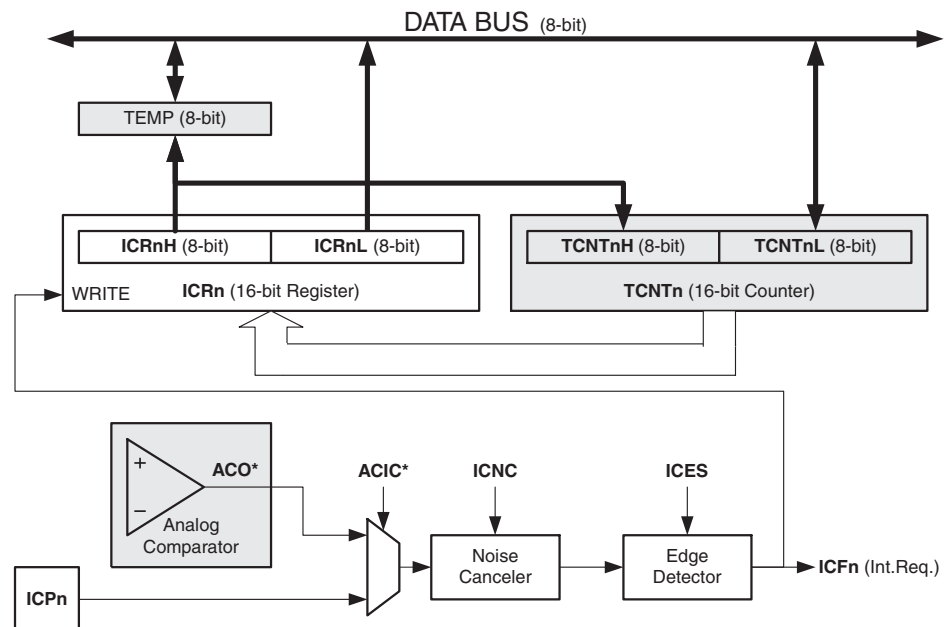 DATA BUS (8-bit)
TEMP (8-bit)
ICRnH (8-bit) ICRnL (8-bit) TCNTnH (8-bit) TCNTnL (8-bit)
WRITE ICRn (16-bit Register) TCNTn (16-bit Counter)
+
ACO* ACIC* ICNC ICES
−
Analog
Comparator
Noise
Canceler
Edge
Detector
ICFn (Int.Req.)
ICPn